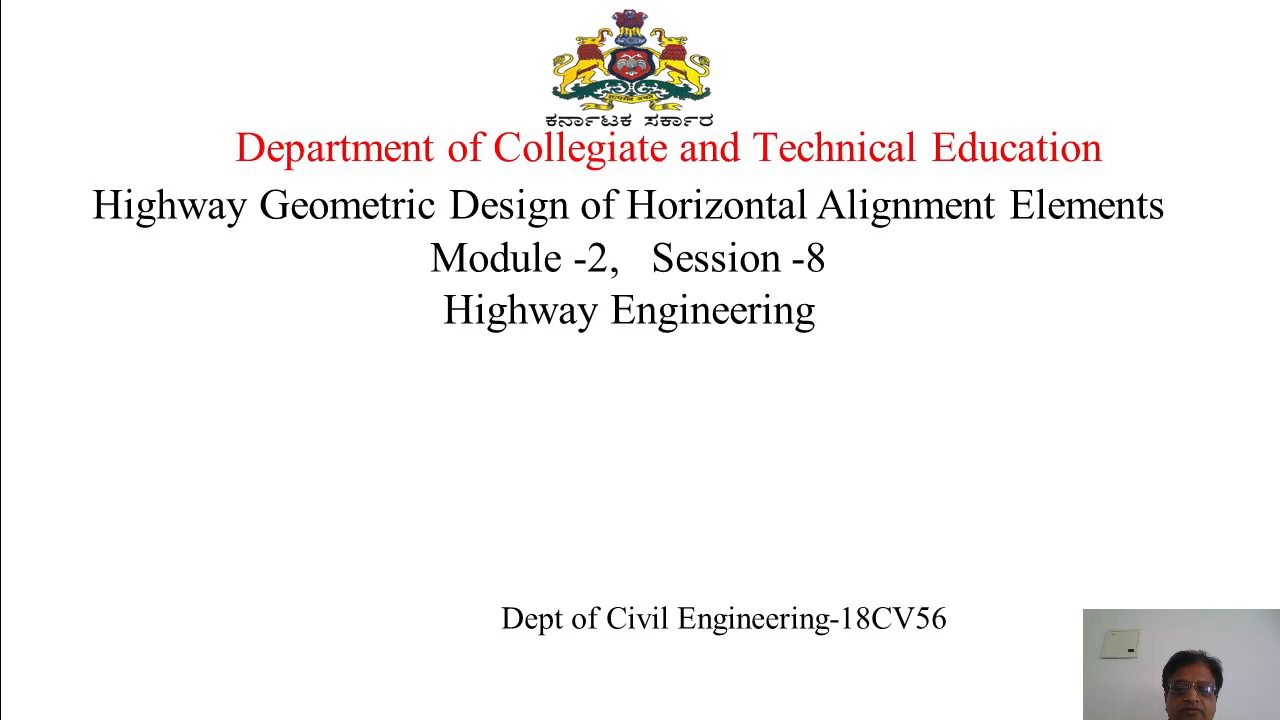 ಕರ್ನಾಟಕ ಸರ್ಕಾರ
Department of Collegiate and Technical Education
Highway Geometric Design of Horizontal Alignment Elements
Module -2, Session -8
Highway Engineering
Dept of Civil Engineering-18CV56